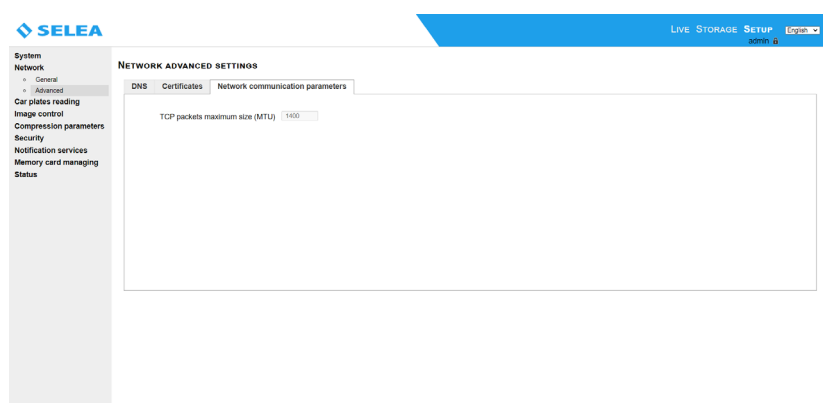 SELEA
LIVE STORAGE SETUP English
admin
System
Network
General
Advanced
Car plates reading
Image control
Compression parameters
Security
Notification services
Memory card managing
Status
NETWORK ADVANCED SETTINGS
DNS Certificates Network communication parameters
TCP packets maximum size (MTU) 1400